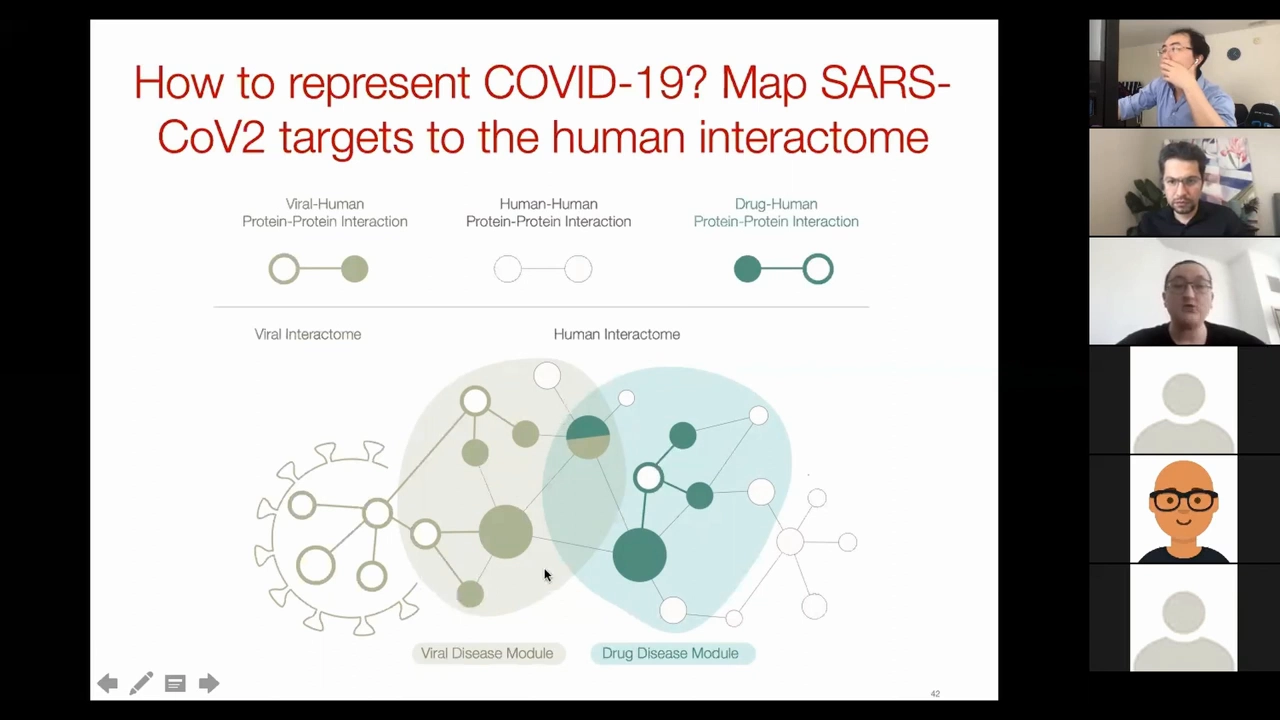 How to represent COVID-19? Map SARS-
CoV2 targets to the human interactome
Viral-Human
Protein-Protein Interaction
Human-Human
Protein-Protein Interaction
Drug-Human
Protein-Protein Interaction
Viral Interactome
Human Interactome
Viral Disease Module
Drug Disease Module
42